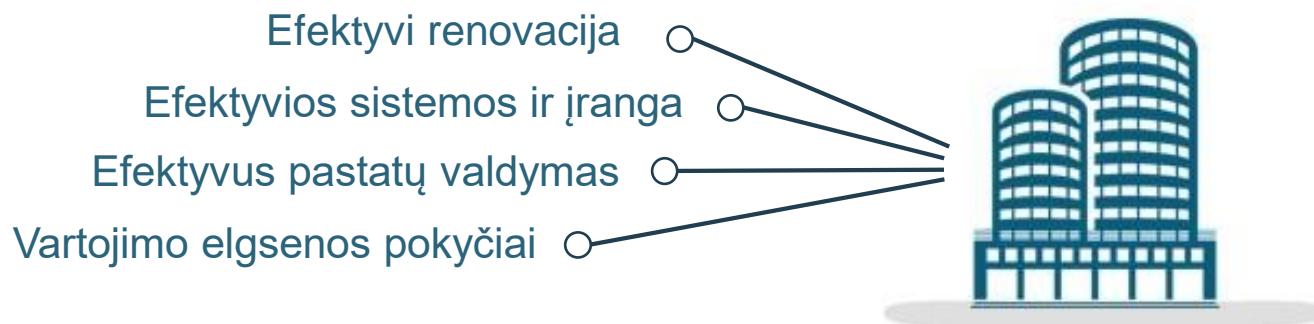 Efektyvi renovacija
Efektyvios sistemos ir įranga
Efektyvus pastatų valdymas
Vartojimo elgsenos pokyčiai